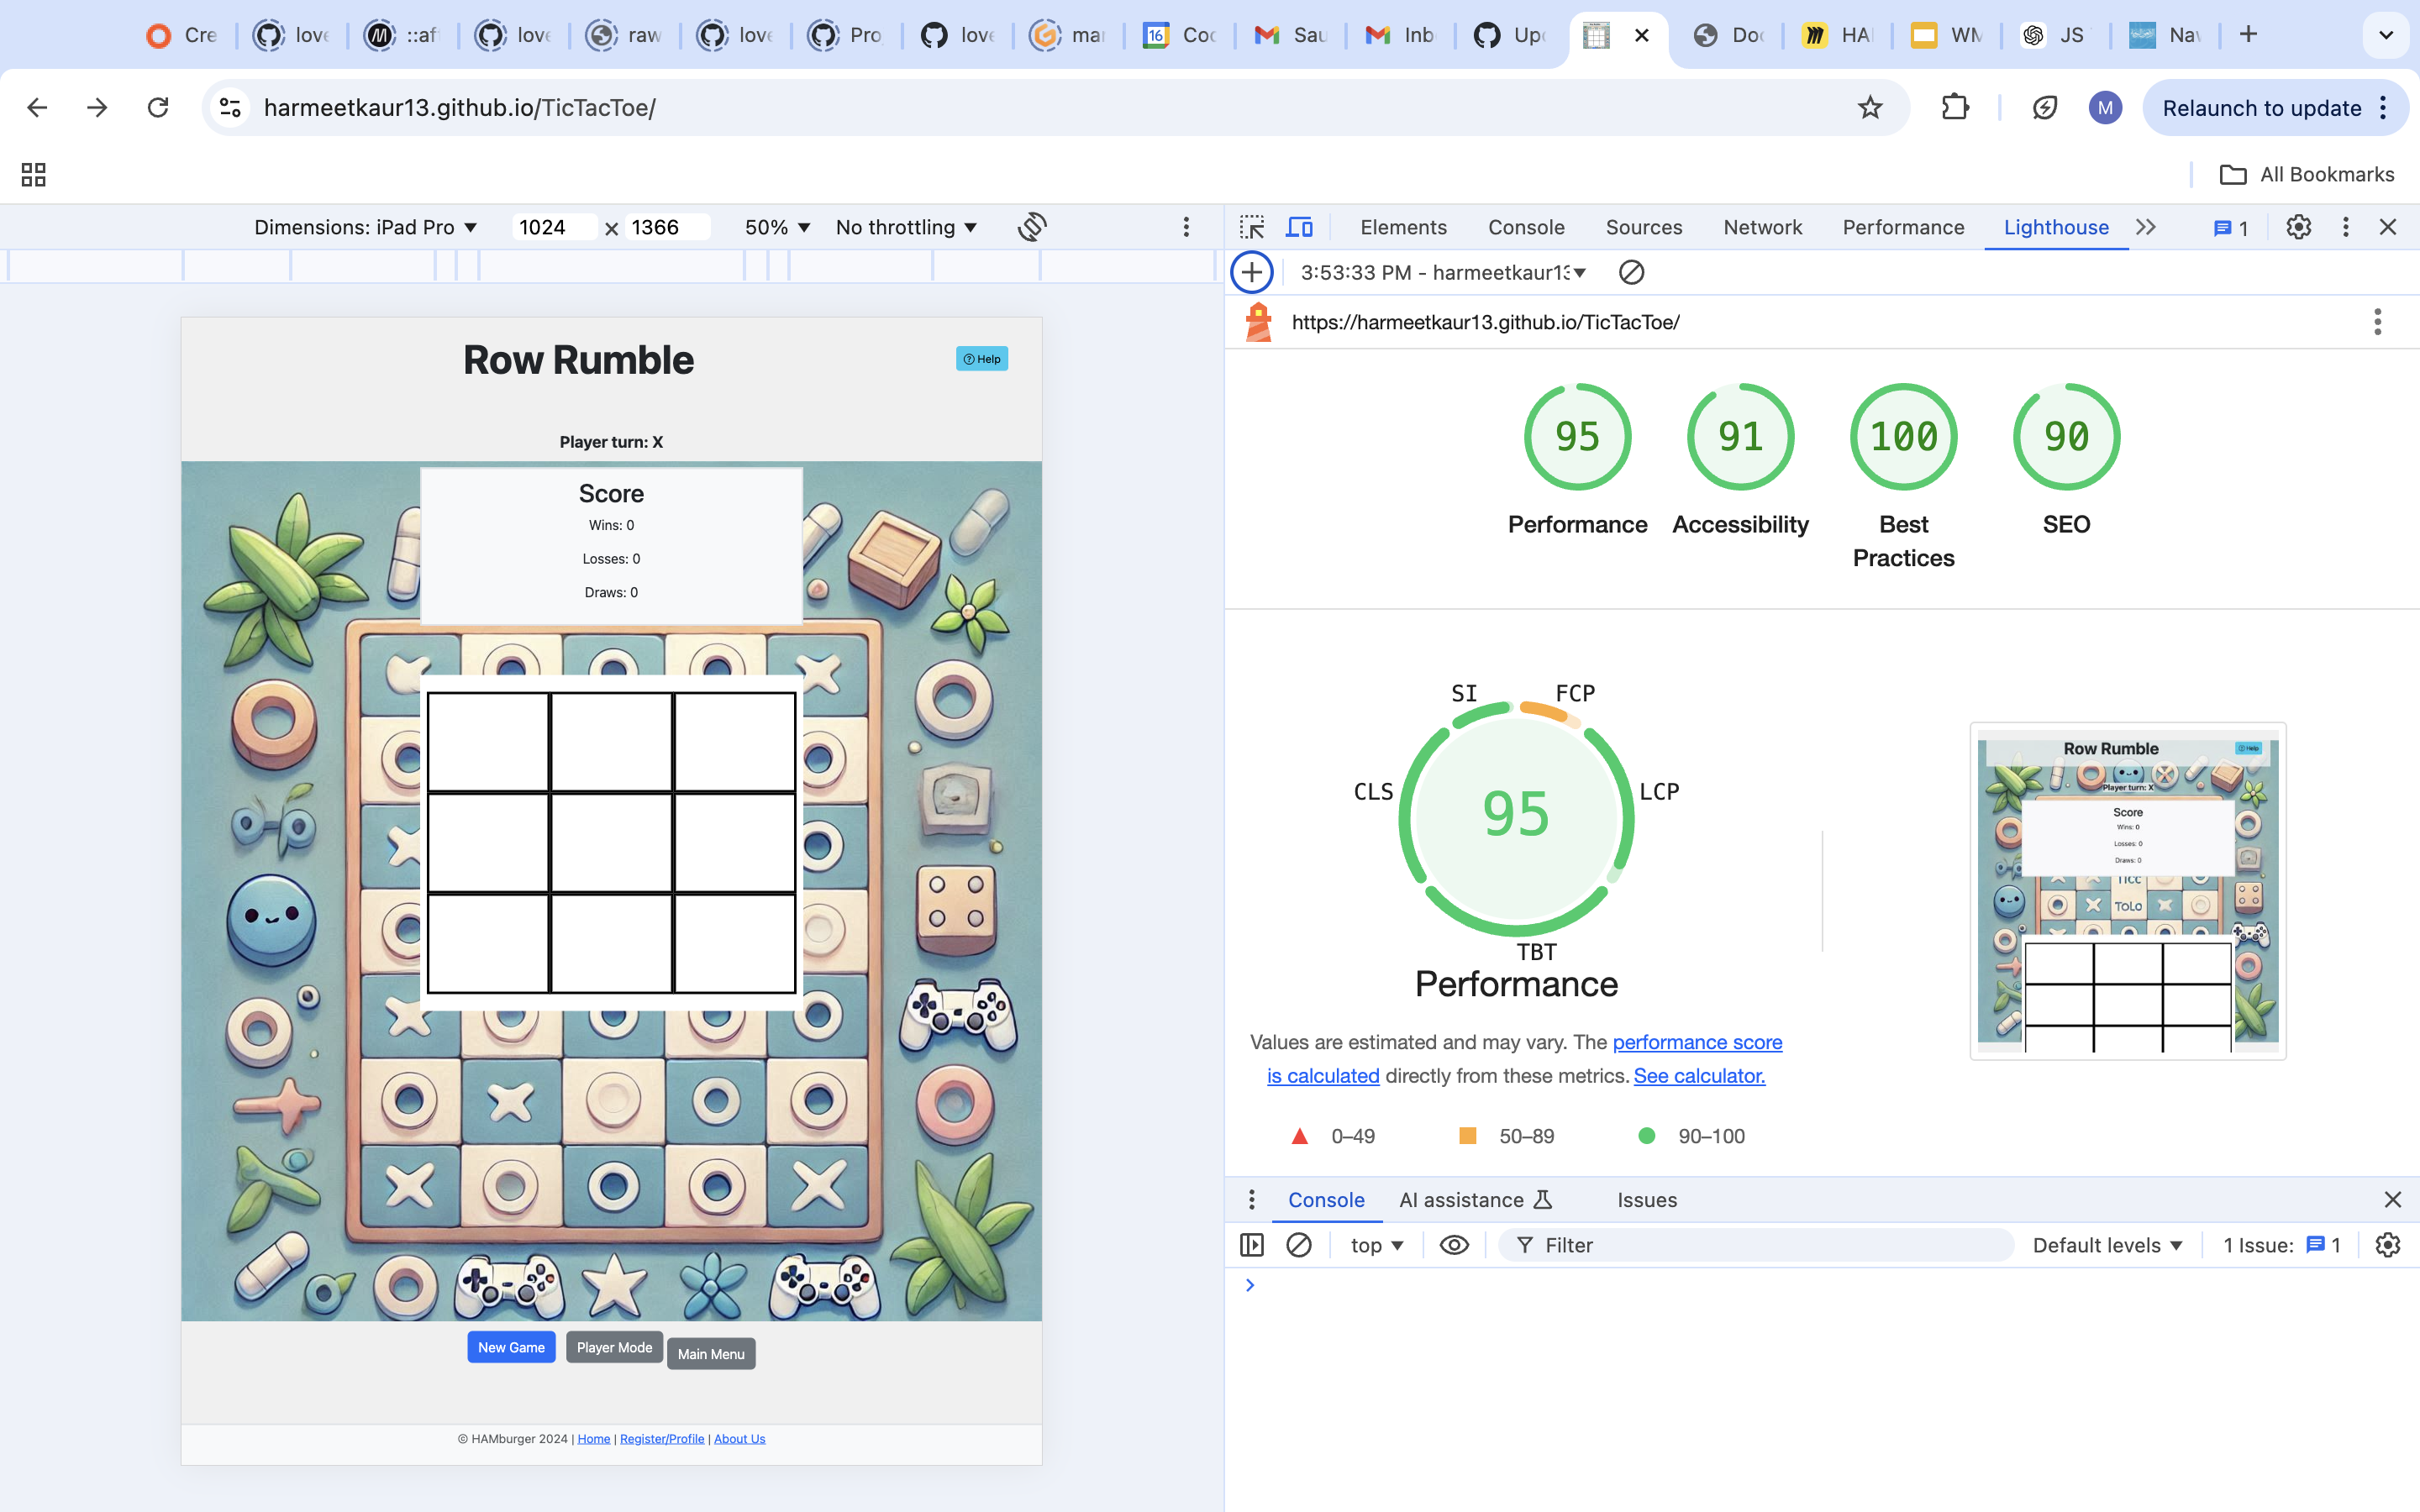 Cre
love
::af
love
raw
love
Pro
love
mar
16
Coc
Sau
Inb
Upc
Doc
HA
WM
JS
Nav
harmeetkaur13.github.io/TicTacToe/
M
Relaunch to update
All Bookmarks
Dimensions: iPad Pro
1024 x 1366
50%
No throttling
Row Rumble
Help
Player turn: X
Score
Wins: 0
Losses: 0
Draws: 0
New Game
Player Mode
Main Menu
© HAMburger 2024 | Home | Register/Profile | About Us
Elements
Console
Sources
Network
Performance
Lighthouse
1
3:53:33 PM - harmeetkaur13
https://harmeetkaur13.github.io/TicTacToe/
95
91
100
90
Performance
Accessibility
Best
Practices
SEO
SI
FCP
CLS
LCP
95
TBT
Performance
Values are estimated and may vary. The performance score
is calculated directly from these metrics. See calculator.
0–49
50–89
90–100
Row Rumble
Help
Player turn: X
Score
Wins: 0
Losses: 0
Draws: 0
ToLo
Console
AI assistance
Issues
top
Filter
Default levels
1 Issue:
1